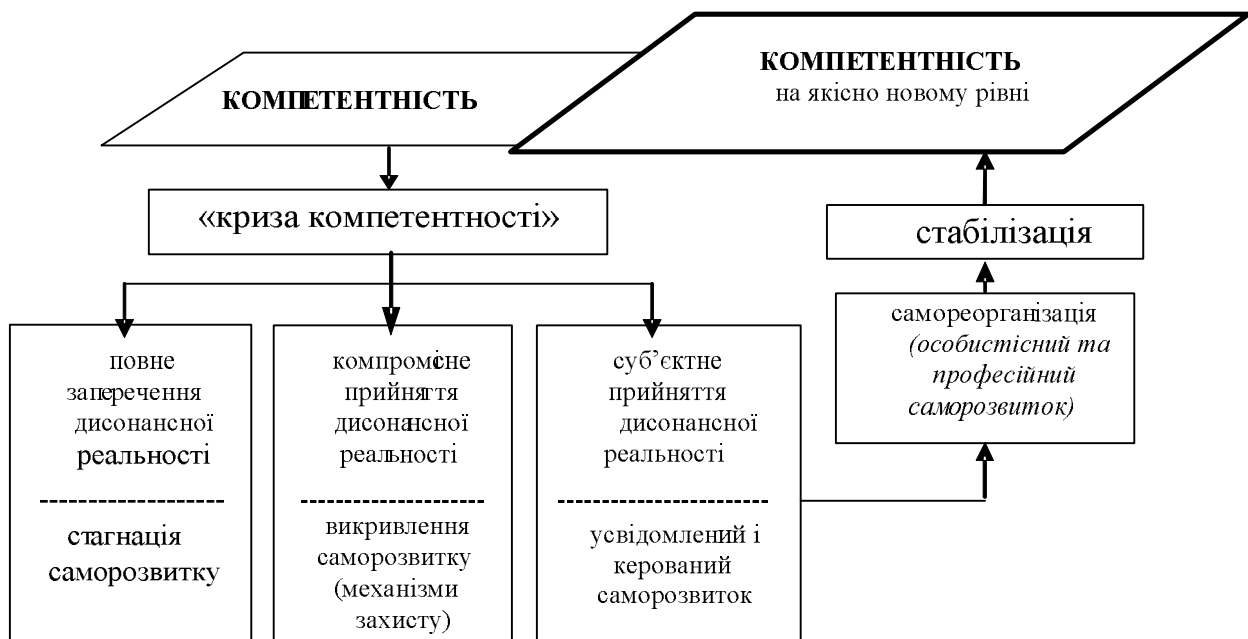 КОМПЕТЕНТНІСТЬ
КОМПЕТЕНТНІСТЬ
на якісно новому рівні
«криза компетентності»
стабілізація
повне
заперечення
дисонансної
реальності
стагнація
саморозвитку
компромісне
прийняття
дисонансної
реальності
викривлення
саморозвитку
(механізми
захисту)
суб’єктне
прийняття
дисонансної
реальності
усвідомлений і
керований
саморозвиток
самореорганізація
(особистісний та
професійний
саморозвиток)